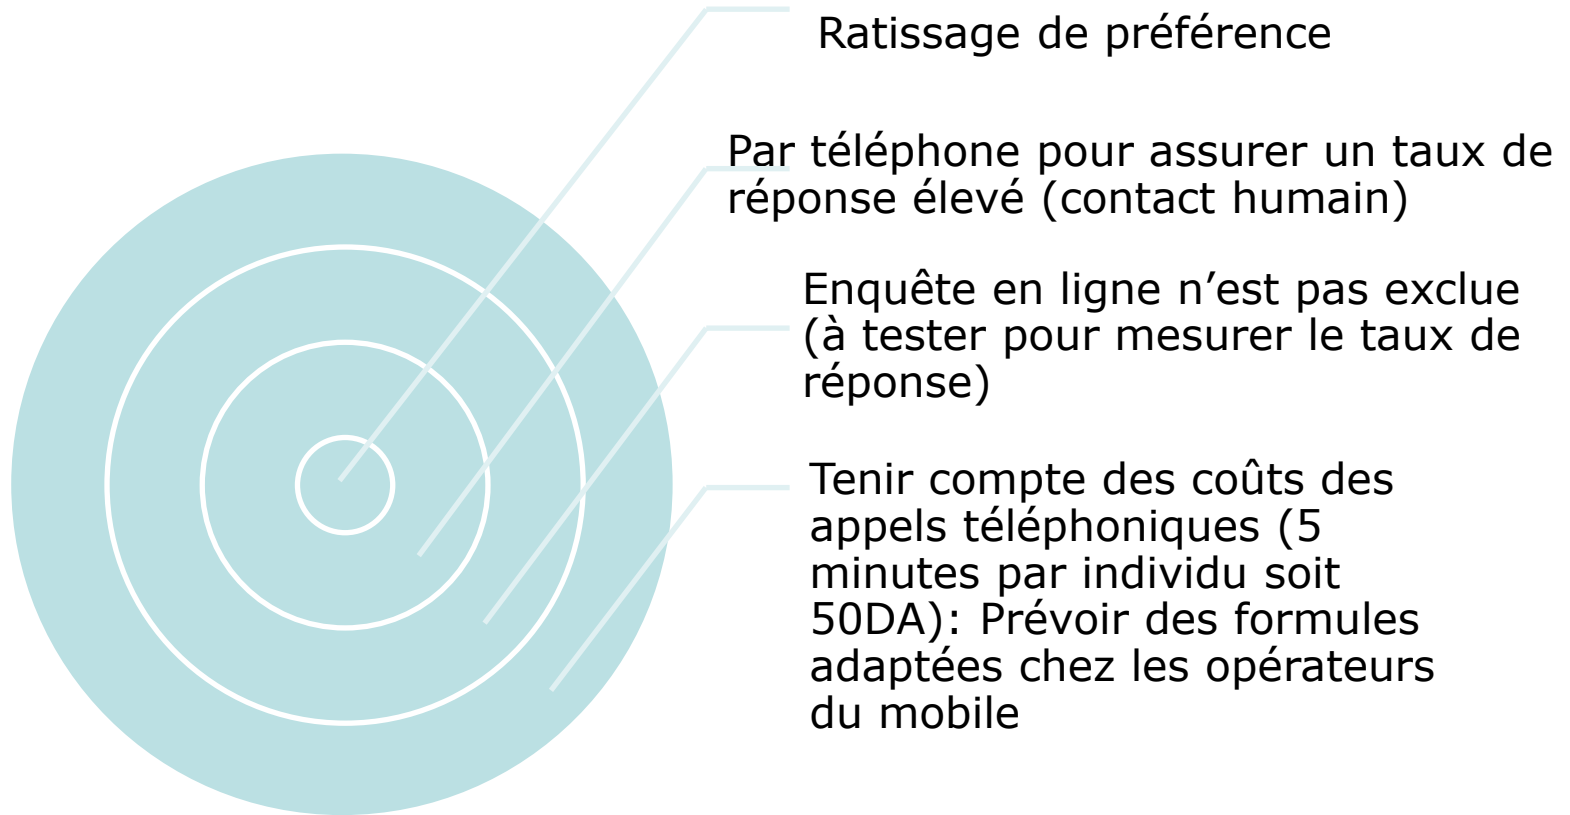 Ratissage de préférence
Par téléphone pour assurer un taux de
réponse élevé (contact humain)
Enquête en ligne n’est pas exclue
(à tester pour mesurer le taux de
réponse)
Tenir compte des coûts des
appels téléphoniques (5
minutes par individu soit
50DA): Prévoir des formules
adaptées chez les opérateurs
du mobile